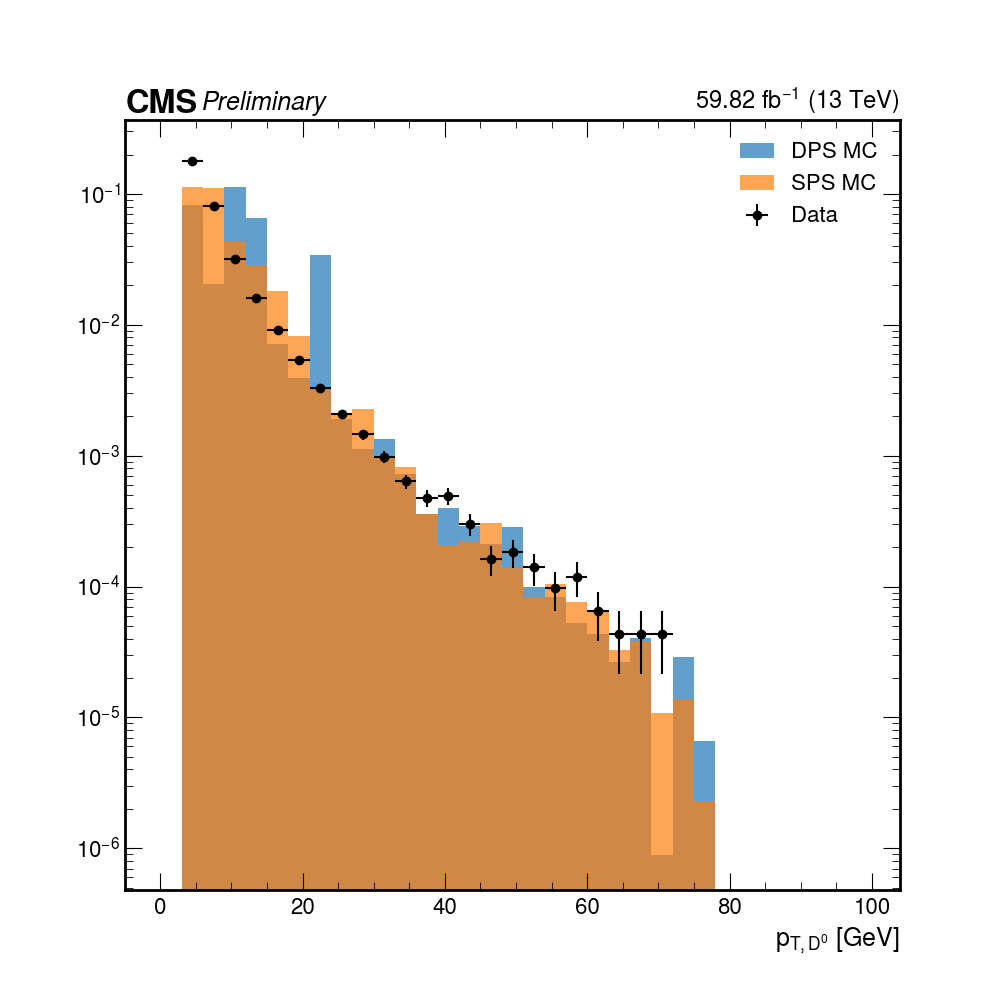 CMS Preliminary 59.82 fb⁻¹ (13 TeV)
DPS MC
SPS MC
Data
10⁻¹
10⁻²
10⁻³
10⁻⁴
10⁻⁵
10⁻⁶
0 20 40 60 80 100
p_{T, D⁰} [GeV]